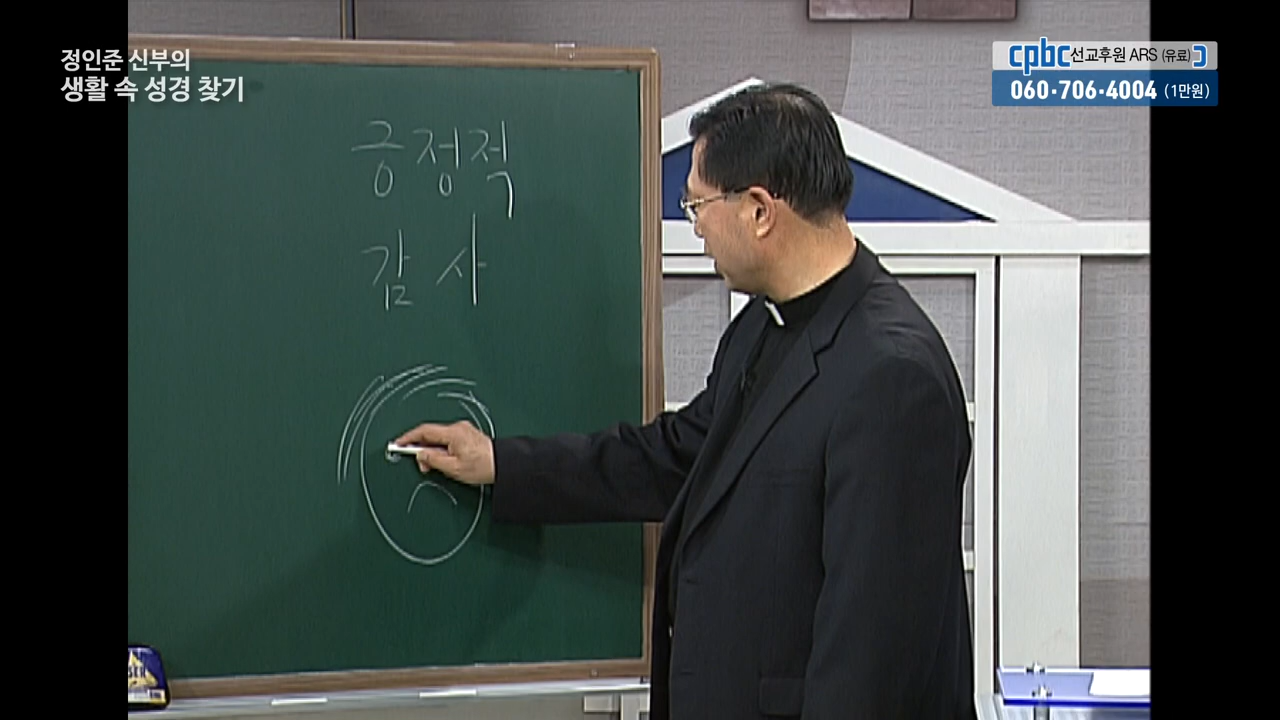 정인준 신부의
생활 속 성경 찾기
cpbc 선교후원 ARS (유료)
060·706·4004 (1만원)
긍정적
감사